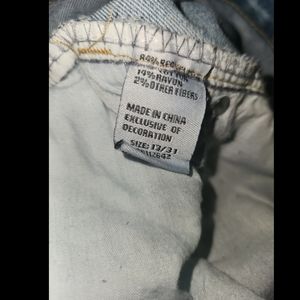 14% RAYON
2% OTHER FIBERS
MADE IN CHINA
EXCLUSIVE OF
DECORATION
SIZE: 13/31